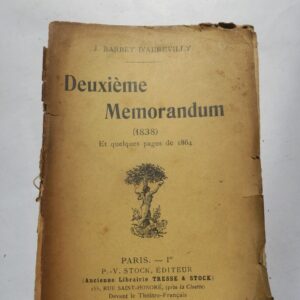 J. BARBEY D'AUREVILLY
Deuxième
Memorandum
(1838)
Et quelques pages de 1864
PARIS. — Iᵉʳ
P.-V. STOCK, ÉDITEUR
(Ancienne Librairie TRESSE & STOCK)
155, RUE SAINT-HONORÉ, (près la Civette)
Devant le Théâtre-Français